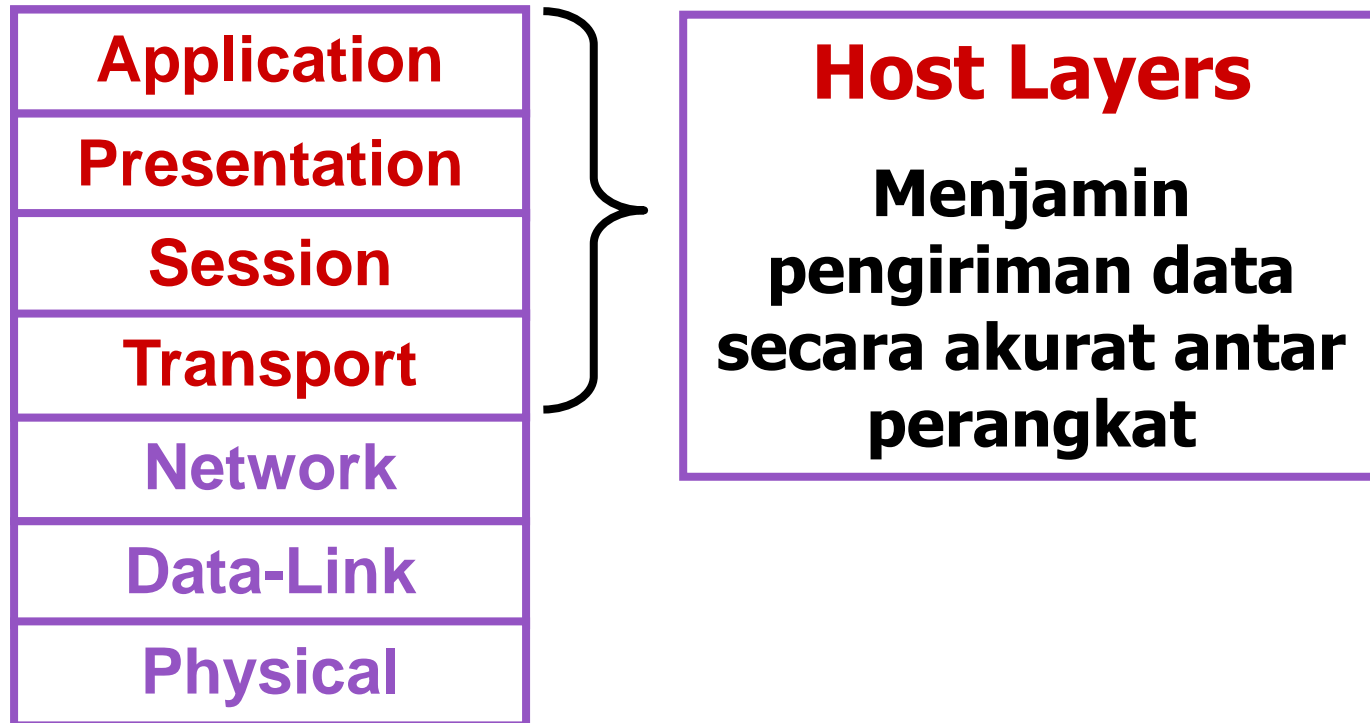 Application
Presentation
Session
Transport
Network
Data-Link
Physical
Host Layers
Menjamin
pengiriman data
secara akurat antar
perangkat